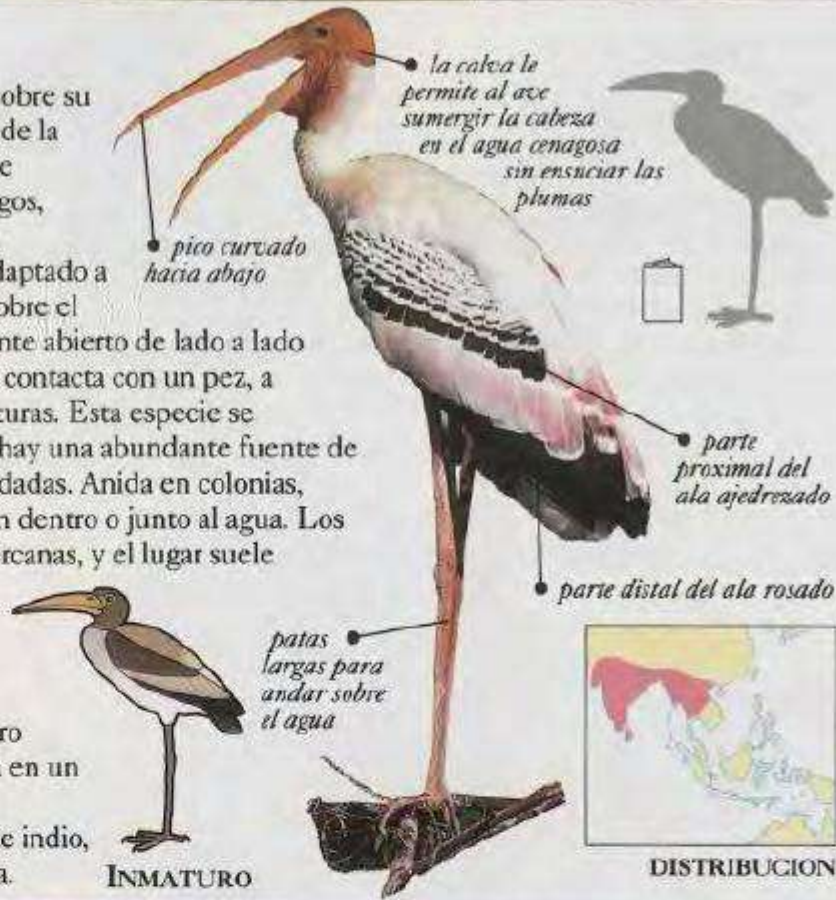 obre su
de la
e
gos,
daptado a
obre el
nte abierto de lado a lado
contacta con un pez, a
turas. Esta especie se
hay una abundante fuente de
dadas. Anida en colonias,
n dentro o junto al agua. Los
rcanas, y el lugar suele
ro
en un
e indio,
a.
la calva le
permite al ave
sumergir la cabeza
en el agua cenagosa
sin ensuciar las
plumas
pico curvado
hacia abajo
parte
proximal del
ala ajedrezado
parte distal del ala rosado
patas
largas para
andar sobre
el agua
INMATURO
DISTRIBUCION